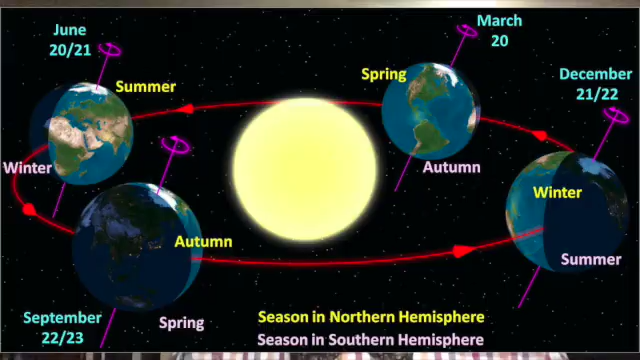 June
20/21
Summer
Winter
March
20
Spring
Autumn
December
21/22
Winter
Summer
Autumn
September
22/23
Spring
Season in Northern Hemisphere
Season in Southern Hemisphere